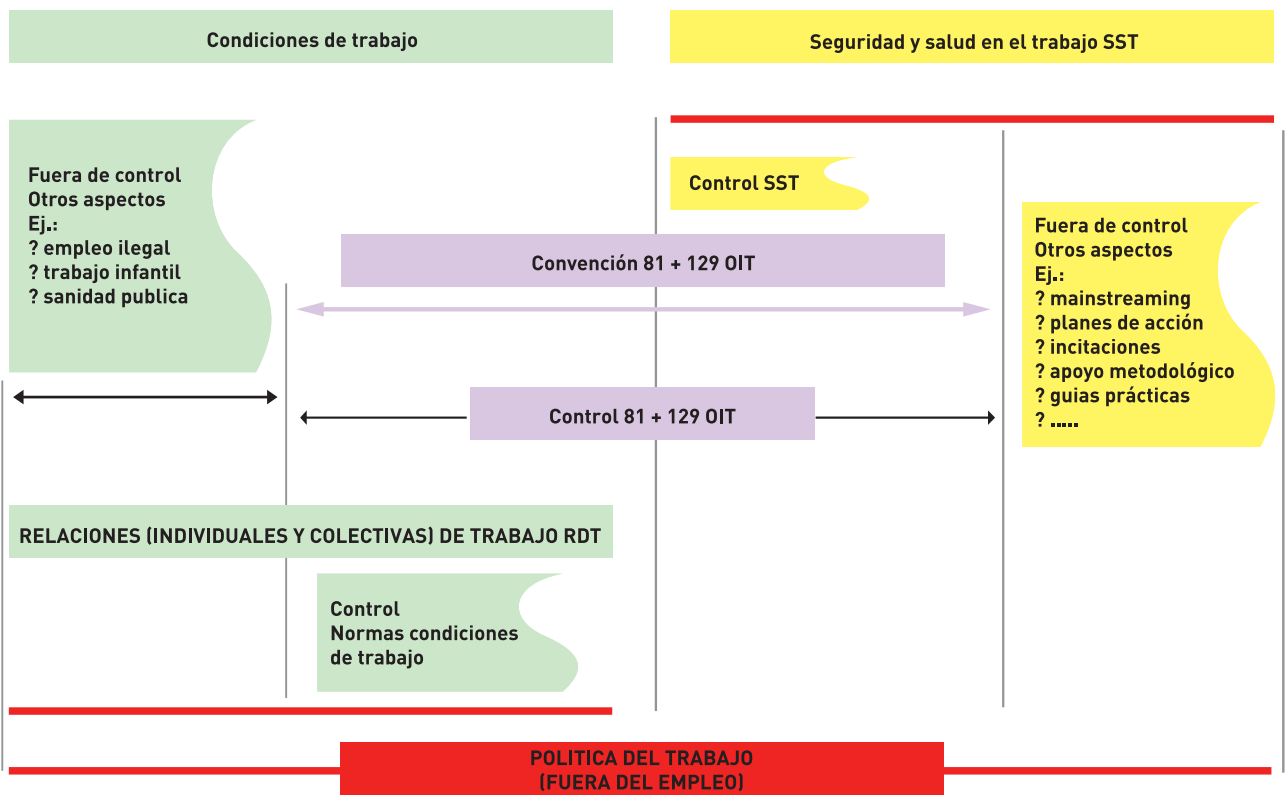 Condiciones de trabajo
Seguridad y salud en el trabajo SST
Fuera de control
Otros aspectos
Ej.:
? empleo ilegal
? trabajo infantil
? sanidad publica
Control SST
Convención 81 + 129 OIT
Fuera de control
Otros aspectos
Ej.:
? mainstreaming
? planes de acción
? incitaciones
? apoyo metodológico
? guias prácticas
? .....
Control 81 + 129 OIT
RELACIONES (INDIVIDUALES Y COLECTIVAS) DE TRABAJO RDT
Control
Normas condiciones
de trabajo
POLITICA DEL TRABAJO
(FUERA DEL EMPLEO)